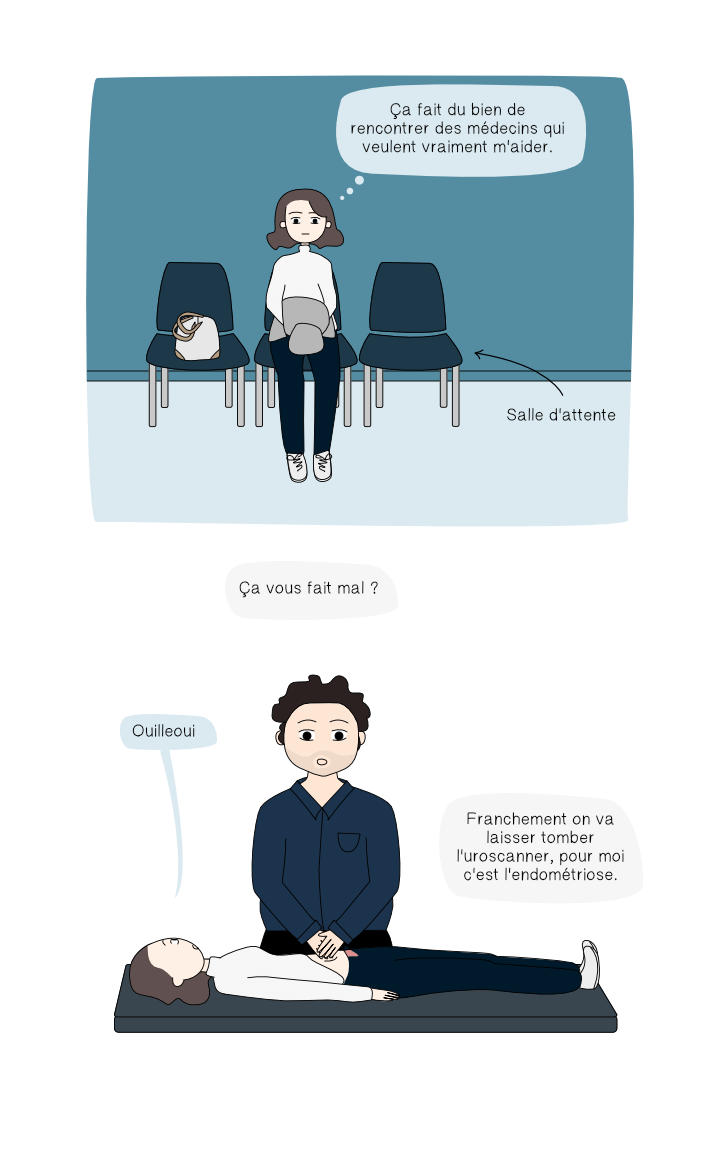 Ça fait du bien de
rencontrer des médecins qui
veulent vraiment m'aider.
Salle d'attente
Ça vous fait mal ?
Ouilleoui
Franchement on va
laisser tomber
l'uroscanner, pour moi
c'est l'endométriose.